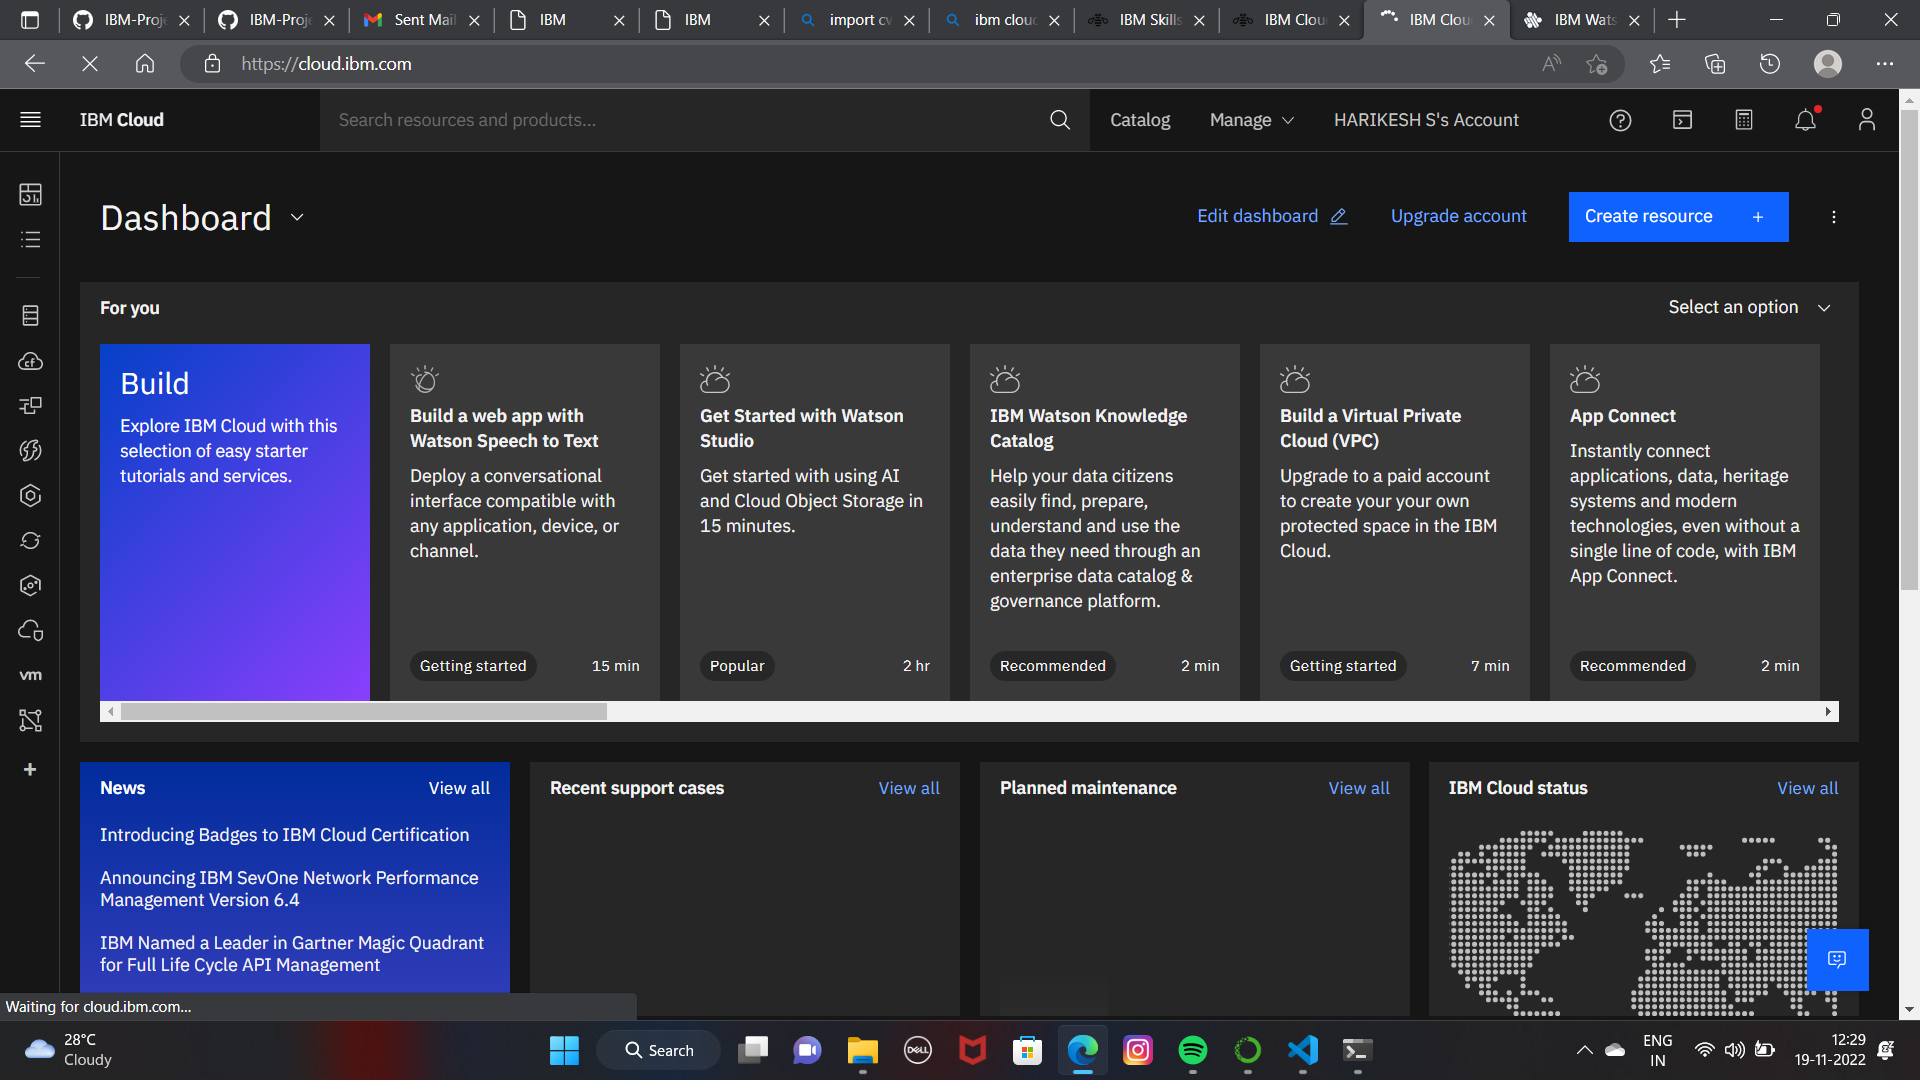 IBM-Proje
IBM-Proje
Sent Mail
IBM
IBM
import cv
ibm cloud
IBM Skills
IBM Clou
IBM Clou
IBM Wats
https://cloud.ibm.com
IBM Cloud
Search resources and products...
Catalog
Manage
HARIKESH S's Account
Dashboard
Edit dashboard
Upgrade account
Create resource +
For you
Select an option
Build
Explore IBM Cloud with this
selection of easy starter
tutorials and services.
Build a web app with
Watson Speech to Text
Deploy a conversational
interface compatible with
any application, device, or
channel.
Getting started
15 min
Get Started with Watson
Studio
Get started with using AI
and Cloud Object Storage in
15 minutes.
Popular
2 hr
IBM Watson Knowledge
Catalog
Help your data citizens
easily find, prepare,
understand and use the
data they need through an
enterprise data catalog &
governance platform.
Recommended
2 min
Build a Virtual Private
Cloud (VPC)
Upgrade to a paid account
to create your your own
protected space in the IBM
Cloud.
Getting started
7 min
App Connect
Instantly connect
applications, data, heritage
systems and modern
technologies, even without a
single line of code, with IBM
App Connect.
Recommended
2 min
vm
News
View all
Introducing Badges to IBM Cloud Certification
Announcing IBM SevOne Network Performance
Management Version 6.4
IBM Named a Leader in Gartner Magic Quadrant
for Full Life Cycle API Management
Recent support cases
View all
Planned maintenance
View all
IBM Cloud status
View all
Waiting for cloud.ibm.com...
28°C
Cloudy
Search
DELL
ENG
IN
12:29
19-11-2022